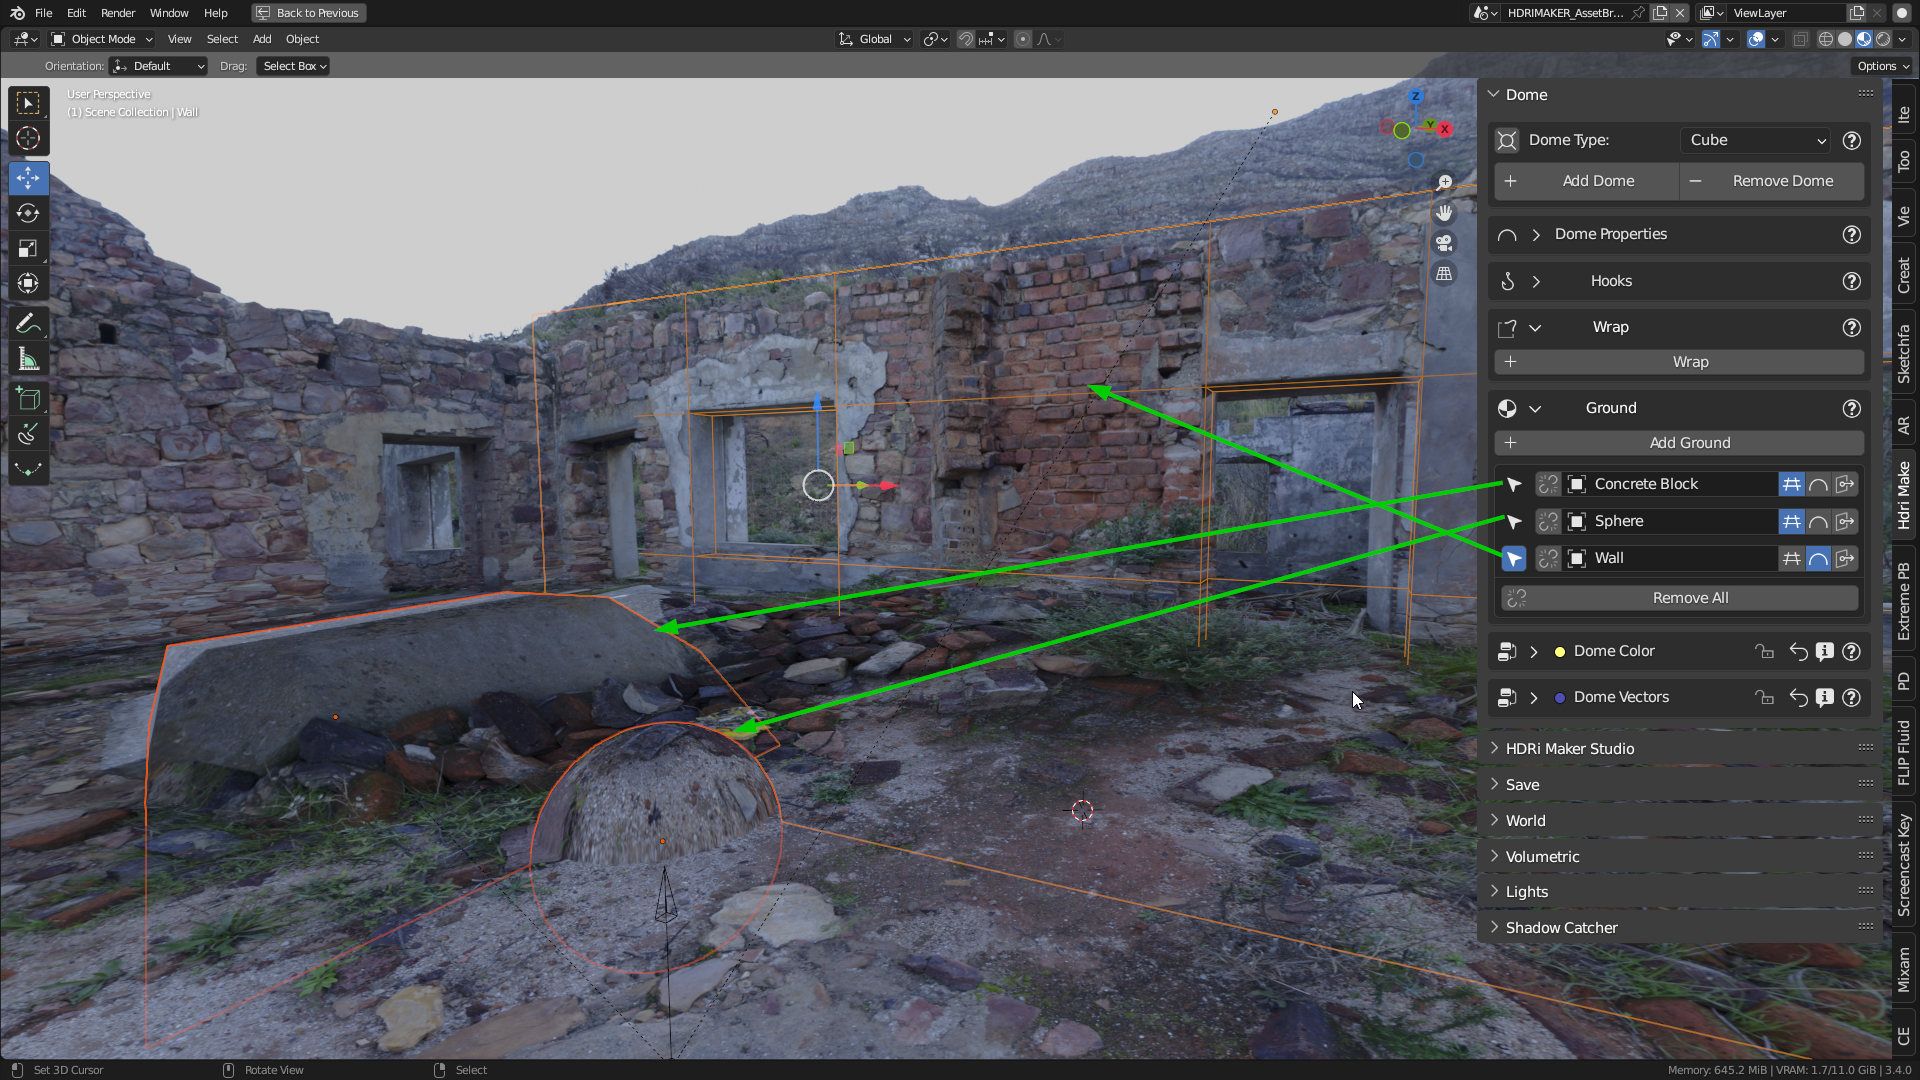 File Edit Render Window Help Back to Previous HDRIMAKER_AssetBr... ViewLayer
Object Mode View Select Add Object Global
Orientation: Default Drag: Select Box Options
User Perspective
(1) Scene Collection | Wall
Z
Y
X
Dome
Dome Type: Cube
Add Dome Remove Dome
Dome Properties
Hooks
Wrap
Wrap
Ground
Add Ground
Concrete Block
Sphere
Wall
Remove All
Dome Color
Dome Vectors
HDRi Maker Studio
Save
World
Volumetric
Lights
Shadow Catcher
Ite
Too
Vie
Creat
Sketchfa
AR
Hdri Make
Extreme PB
PD
FLIP Fluid
Screencast Key
Mixam
CE
Set 3D Cursor Rotate View Select Memory: 645.2 MiB | VRAM: 1.7/11.0 GiB | 3.4.0